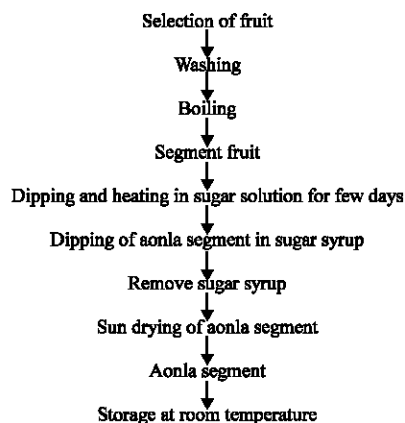 Selection of fruit
Washing
Boiling
Segment fruit
Dipping and heating in sugar solution for few days
Dipping of aonla segment in sugar syrup
Remove sugar syrup
Sun drying of aonla segment
Aonla segment
Storage at room temperature